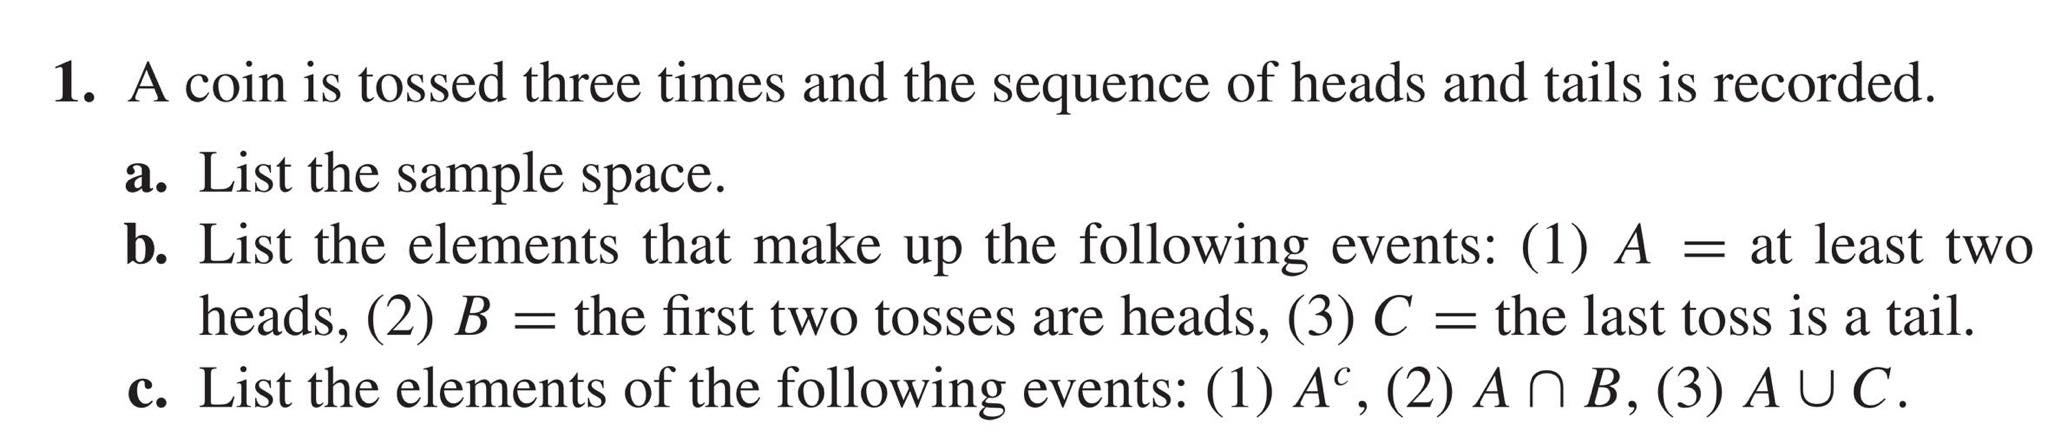 1. A coin is tossed three times and the sequence of heads and tails is recorded.
a. List the sample space.
b. List the elements that make up the following events: (1) A = at least two
heads, (2) B = the first two tosses are heads, (3) C = the last toss is a tail.
c. List the elements of the following events: (1) Aᶜ, (2) A ∩ B, (3) A ∪ C.